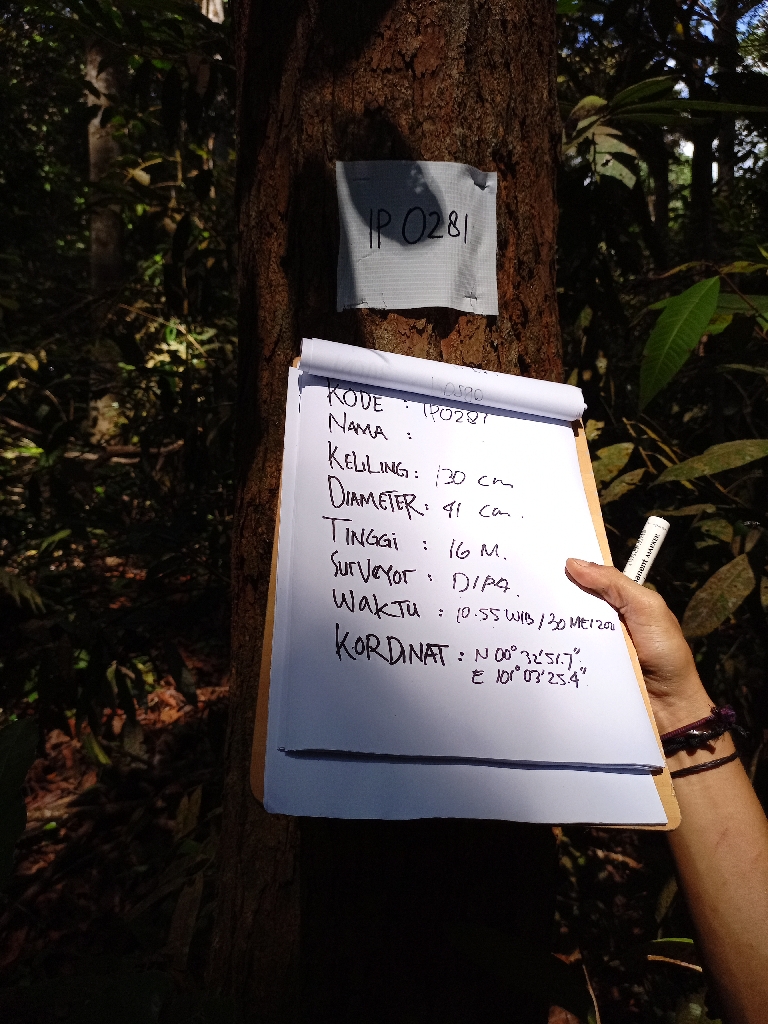 IP 0281
KODE : IP0281
NAMA :
KELILING : 130 cm
DIAMETER : 41 cm.
TINGGI : 16 M.
SURVEYOR : DIPA.
WAKTU : 10.55 WIB / 30 MEI
KORDINAT : N 00° 32' 51.7"
E 101° 03' 25.4"
MARKER